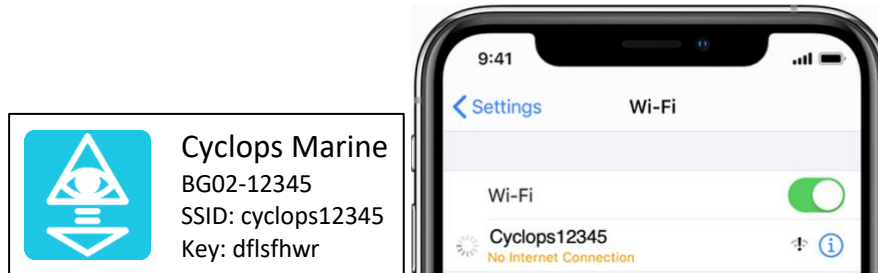 Cyclops Marine
BG02-12345
SSID: cyclops12345
Key: dflsfhwr
9:41
Settings
Wi-Fi
Wi-Fi
Cyclops12345
No Internet Connection